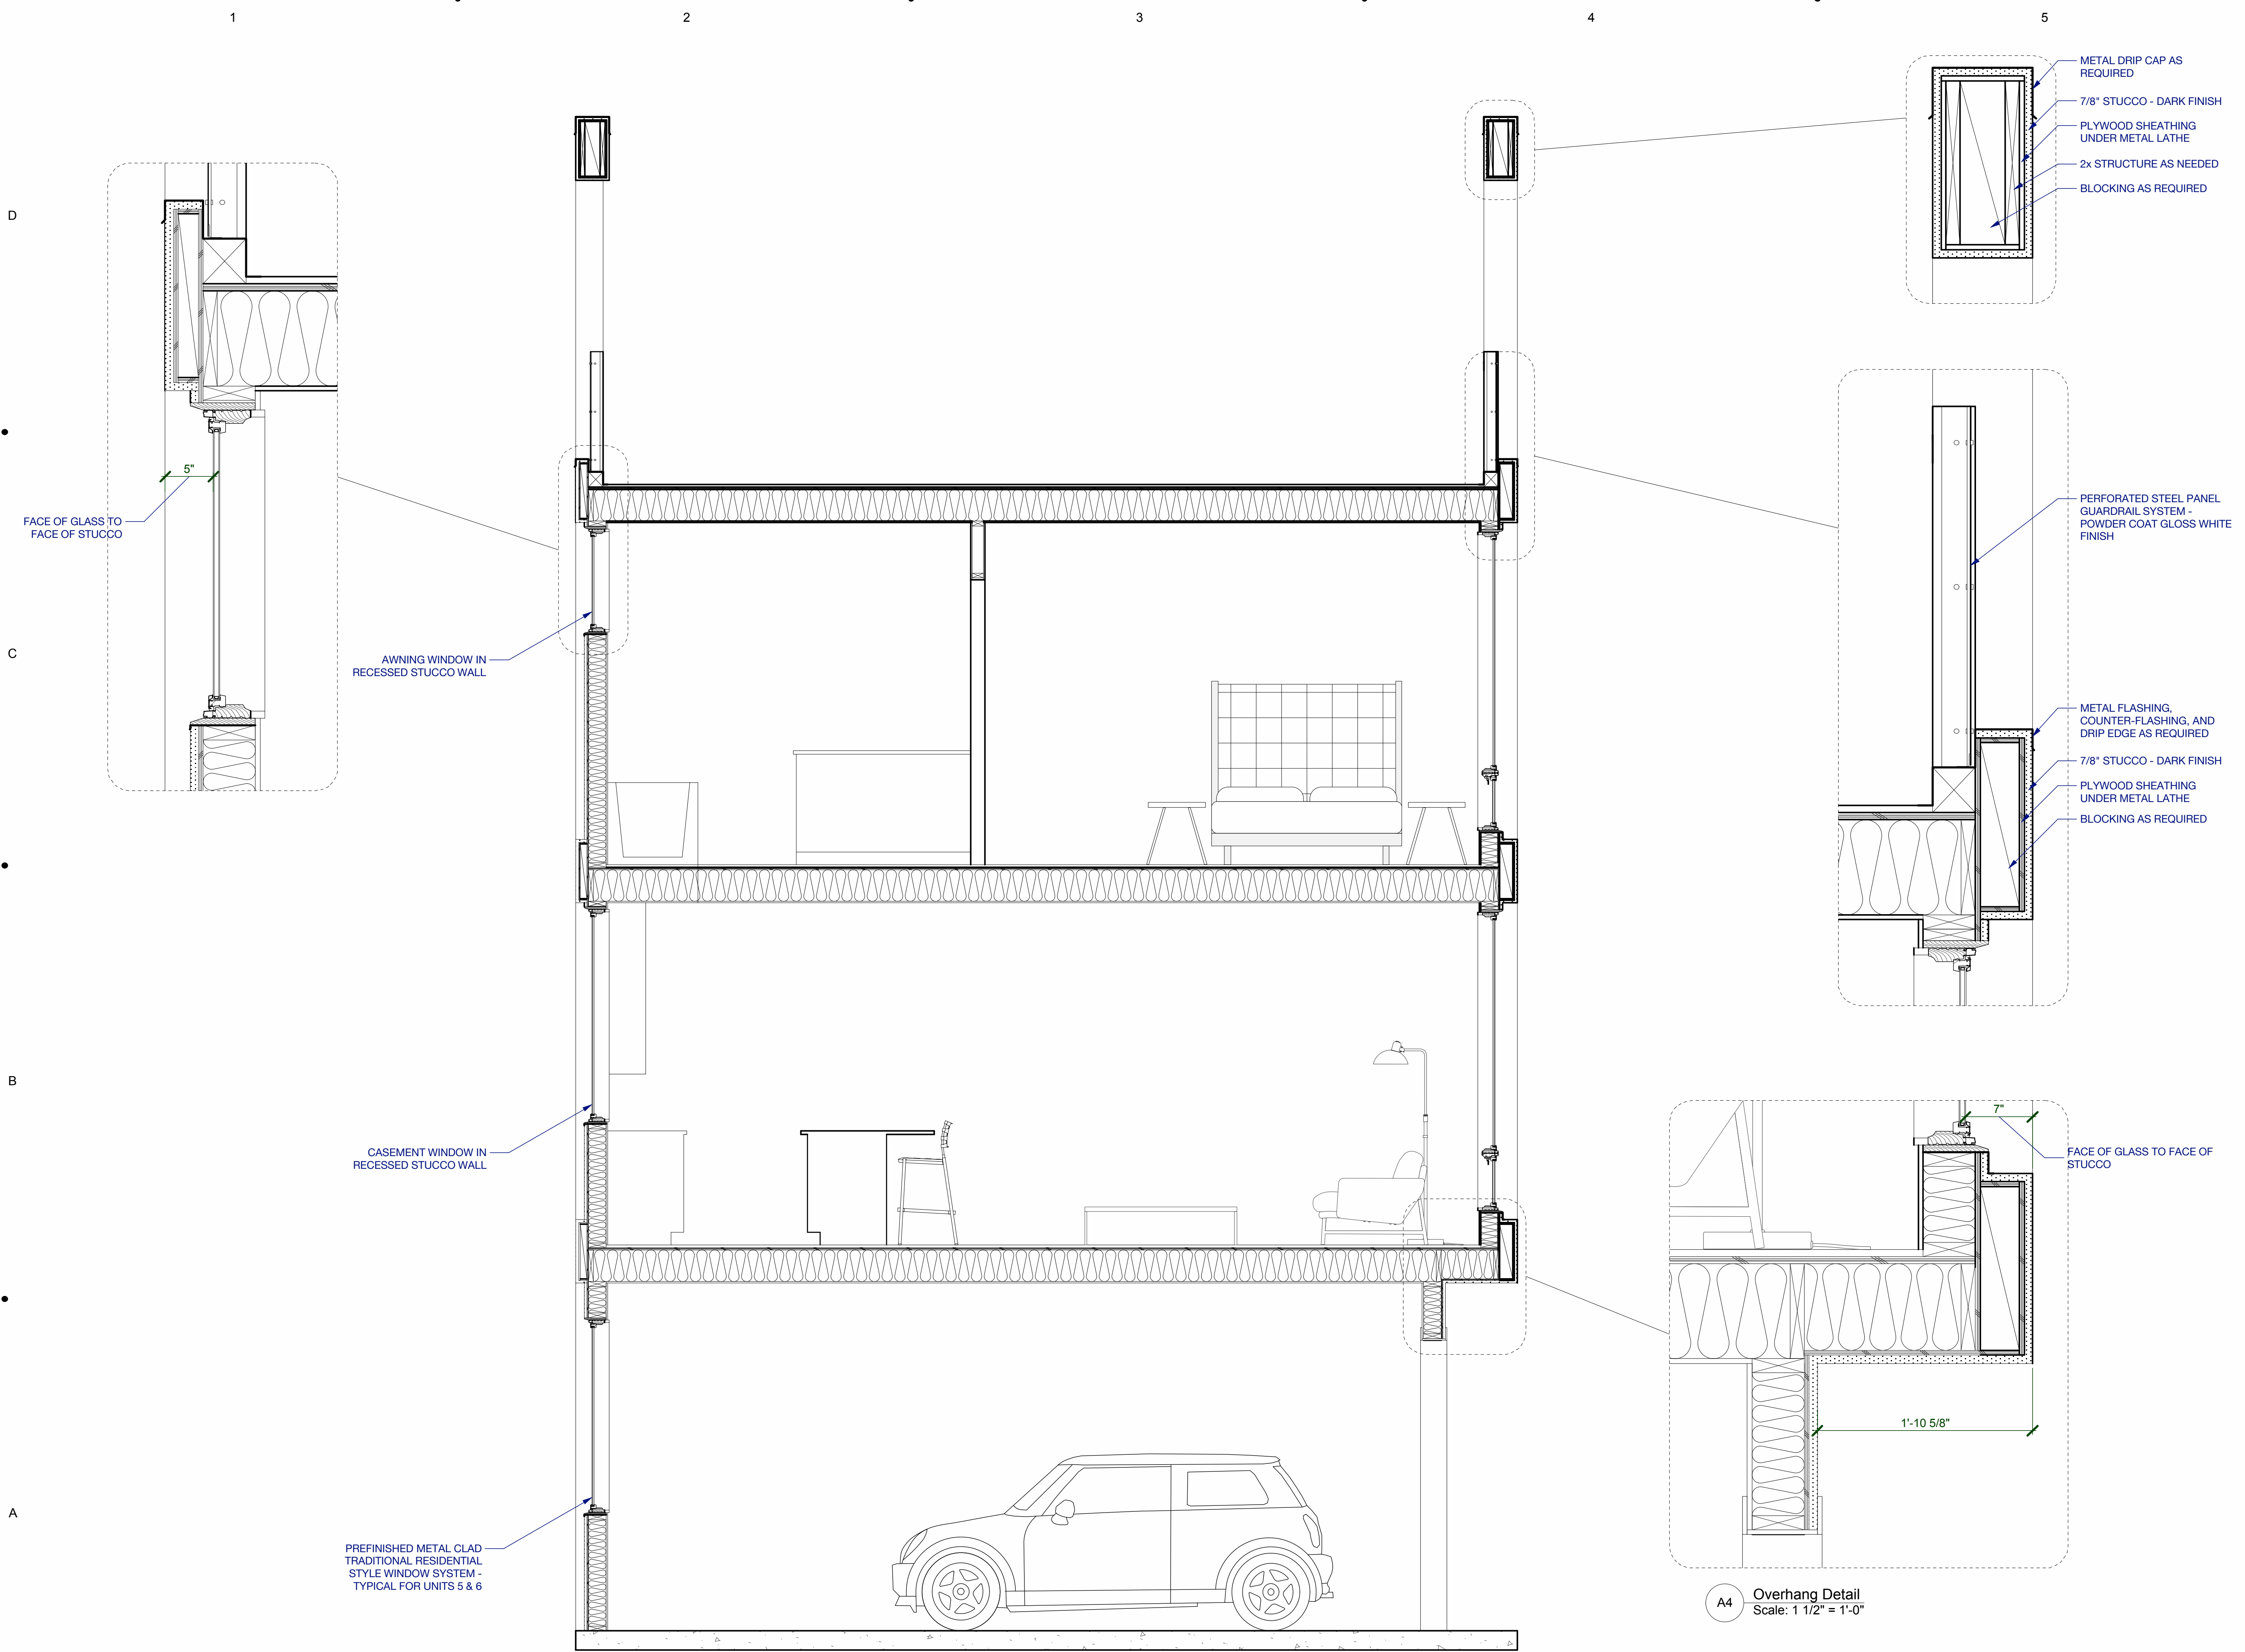 1
2
3
4
5
D
C
B
A
METAL DRIP CAP AS
REQUIRED
7/8" STUCCO - DARK FINISH
PLYWOOD SHEATHING
UNDER METAL LATHE
2x STRUCTURE AS NEEDED
BLOCKING AS REQUIRED
5"
FACE OF GLASS TO
FACE OF STUCCO
PERFORATED STEEL PANEL
GUARDRAIL SYSTEM -
POWDER COAT GLOSS WHITE
FINISH
AWNING WINDOW IN
RECESSED STUCCO WALL
METAL FLASHING,
COUNTER-FLASHING, AND
DRIP EDGE AS REQUIRED
7/8" STUCCO - DARK FINISH
PLYWOOD SHEATHING
UNDER METAL LATHE
BLOCKING AS REQUIRED
CASEMENT WINDOW IN
RECESSED STUCCO WALL
7"
FACE OF GLASS TO FACE OF
STUCCO
1'-10 5/8"
PREFINISHED METAL CLAD
TRADITIONAL RESIDENTIAL
STYLE WINDOW SYSTEM -
TYPICAL FOR UNITS 5 & 6
A4
Overhang Detail
Scale: 1 1/2" = 1'-0"